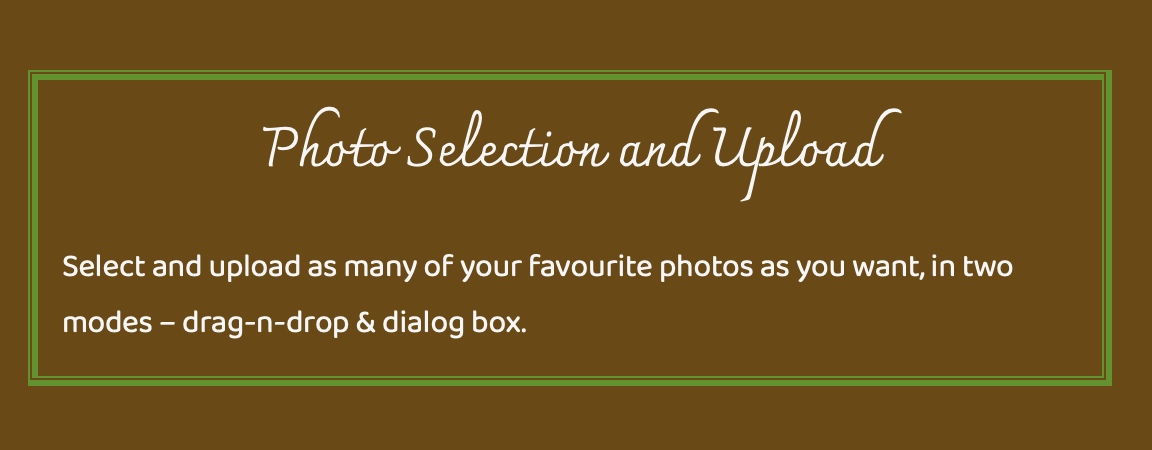 Photo Selection and Upload
Select and upload as many of your favourite photos as you want, in two
modes – drag-n-drop & dialog box.